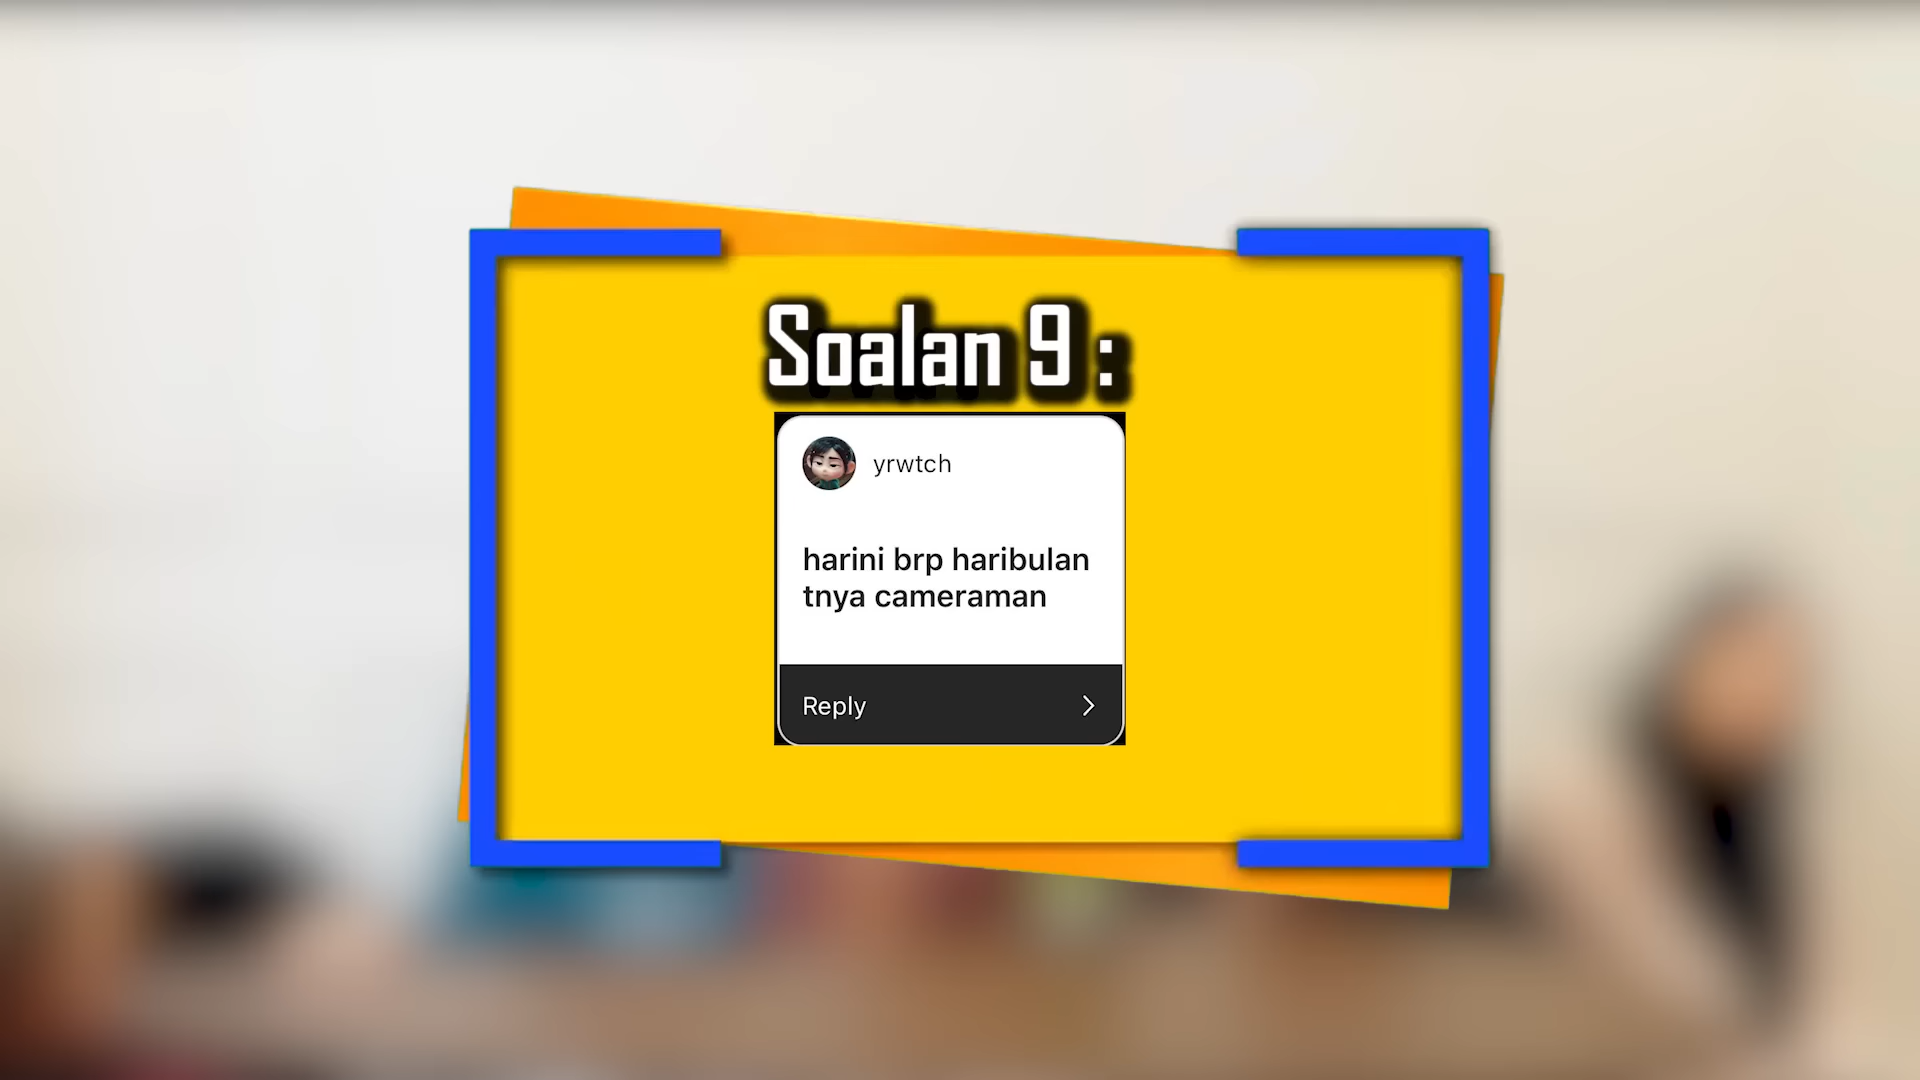 Soalan 9 :
yrwtch
harini brp haribulan
tnya cameraman
Reply